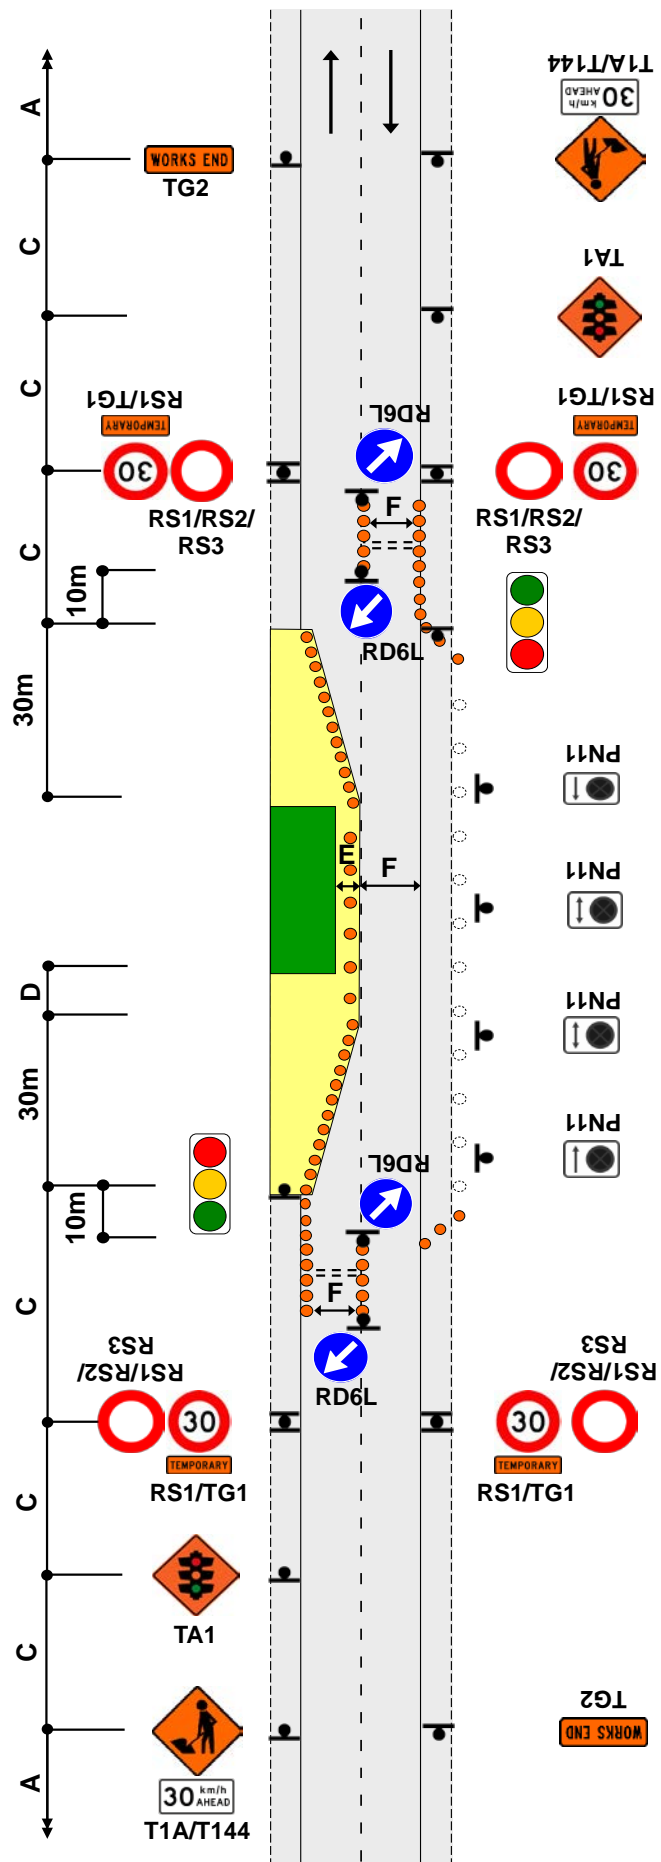 T1A/T144
30 km/h
AHEAD
A
WORKS END
TG2
C
TA1
C
RS1/TG1
TEMPORARY
30
RS1/RS2/
RS3
RD6L
RS1/TG1
TEMPORARY
30
RS1/RS2/
RS3
F
C
10m
RD6L
30m
PN11
E
F
PN11
D
PN11
30m
PN11
RD6L
10m
F
C
RD6L
RS1/RS2/
RS3
30
TEMPORARY
RS1/TG1
RS1/RS2/
RS3
30
TEMPORARY
RS1/TG1
C
TA1
C
TG2
WORKS END
A
30 km/h
AHEAD
T1A/T144